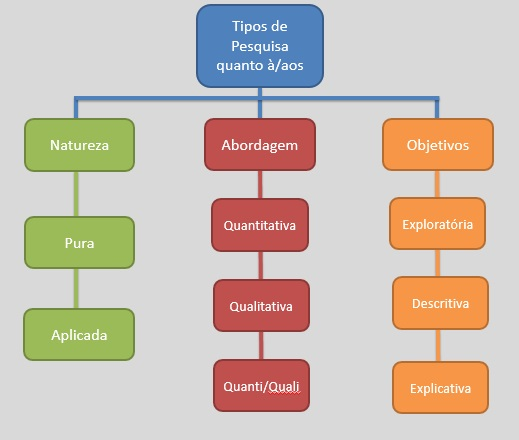 Tipos de
Pesquisa
quanto à/aos
Natureza
Abordagem
Objetivos
Pura
Quantitativa
Exploratória
Aplicada
Qualitativa
Descritiva
Quanti/Quali
Explicativa